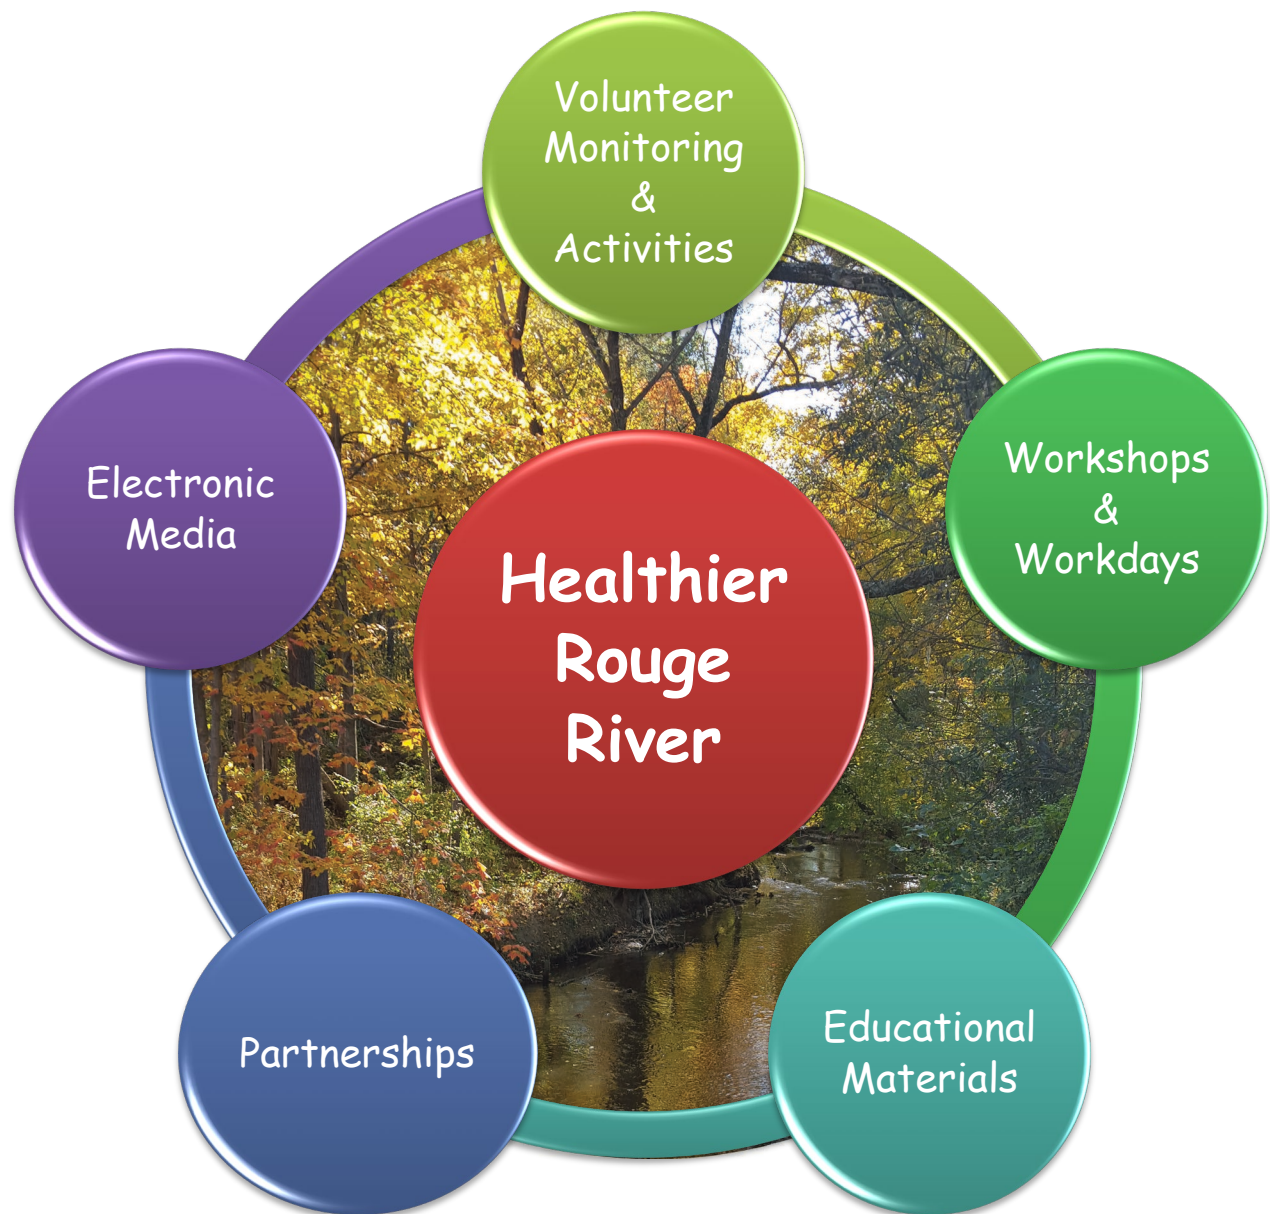 Volunteer
Monitoring
&
Activities
Workshops
&
Workdays
Educational
Materials
Partnerships
Electronic
Media
Healthier
Rouge
River